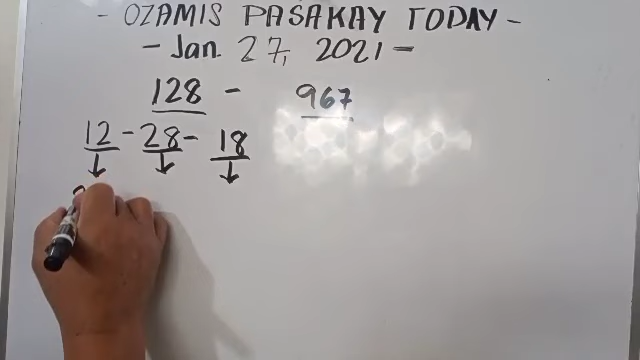 - OZAMIS PASAKAY TODAY -
- Jan. 27, 2021 -
128 - 967
12 - 28 - 18